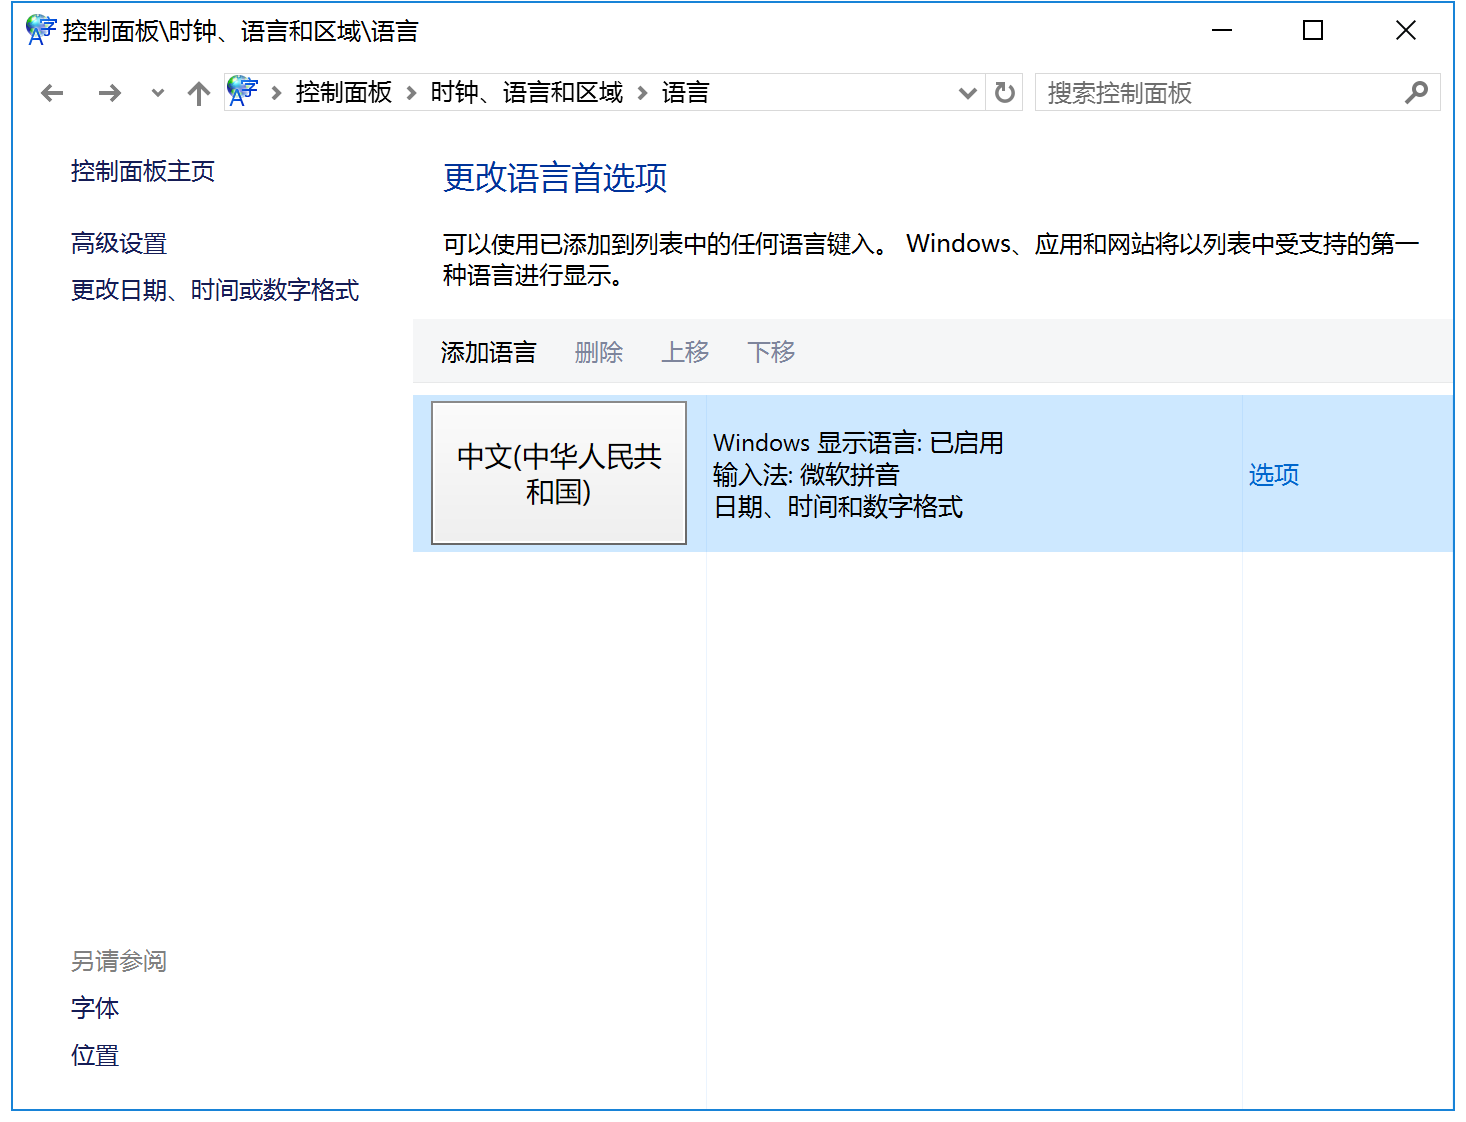 控制面板\时钟、语言和区域\语言
控制面板 > 时钟、语言和区域 > 语言
搜索控制面板
控制面板主页
高级设置
更改日期、时间或数字格式
更改语言首选项
可以使用已添加到列表中的任何语言键入。 Windows、应用和网站将以列表中受支持的第一
种语言进行显示。
添加语言 删除 上移 下移
中文(中华人民共
和国)
Windows 显示语言: 已启用
输入法: 微软拼音
日期、时间和数字格式
选项
另请参阅
字体
位置